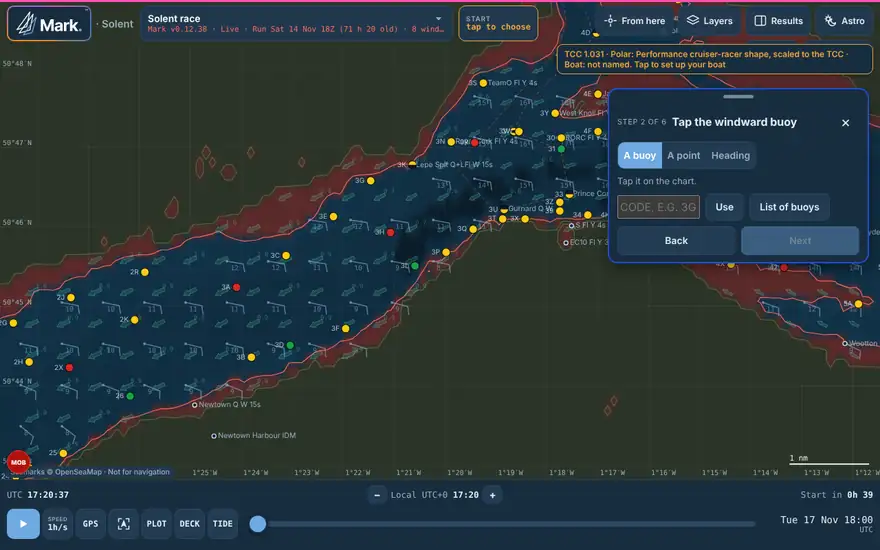 Mark.
· Solent
Solent race
Mark v0.12.38 · Live · Run Sat 14 Nov 18Z (71 h 20 old) · 8 wind…
START
tap to choose
From here
Layers
Results
Astro
TCC 1.031 · Polar: Performance cruiser-racer shape, scaled to the TCC ·
Boat: not named. Tap to set up your boat
STEP 2 OF 6
Tap the windward buoy
A buoy
A point
Heading
Tap it on the chart.
CODE, E.G. 3G
Use
List of buoys
Back
Next
50°48'N
50°47'N
50°46'N
50°45'N
50°44'N
4D
3S
TeamO Fl Y 4s
4E
3Y
West Knoll Fl Y
3W
4F
3N
30
RORC Fl Y
31
3K
Lepe Spit Q+LFl W 15s
3G
33
Prince Con
3Z
3U
Gurnard Q W
3T
3X
34
4H
3E
3Q
S Fl Y 4s
3H
EC10 Fl Y
3P
3C
2R
3A
2J
5A
2K
3F
3D
3B
2H
2X
Wootton
26
Newtown Q W 15s
Newtown Harbour IDM
2S
MOB
Seamarks © OpenSeaMap · Not for navigation
1°25'W
1°24'W
1°23'W
1°22'W
1°21'W
1°20'W
1°19'W
1°18'W
1°17'W
1°16'W
1°15'W
1°14'W
1°13'W
1°12'W
1 nm
UTC 17:20:37
− Local UTC+0 17:20 +
Start in 0h 39
SPEED
1h/s
GPS
PLOT
DECK
TIDE
Tue 17 Nov 18:00
UTC